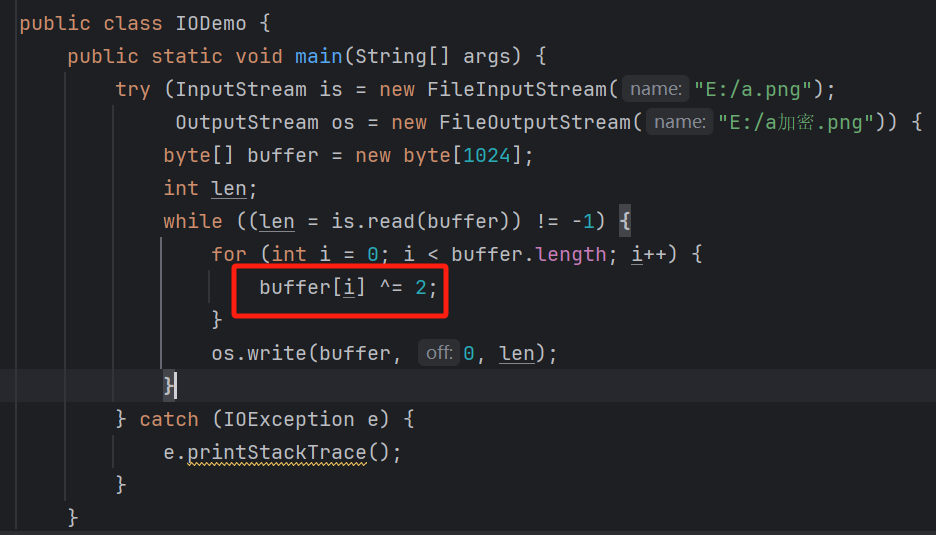 public class IODemo {
    public static void main(String[] args) {
        try (InputStream is = new FileInputStream( name: "E:/a.png");
             OutputStream os = new FileOutputStream( name: "E:/a加密.png")) {
            byte[] buffer = new byte[1024];
            int len;
            while ((len = is.read(buffer)) != -1) {
                for (int i = 0; i < buffer.length; i++) {
                    buffer[i] ^= 2;
                }
                os.write(buffer, off: 0, len);
            }
        } catch (IOException e) {
            e.printStackTrace();
        }
    }